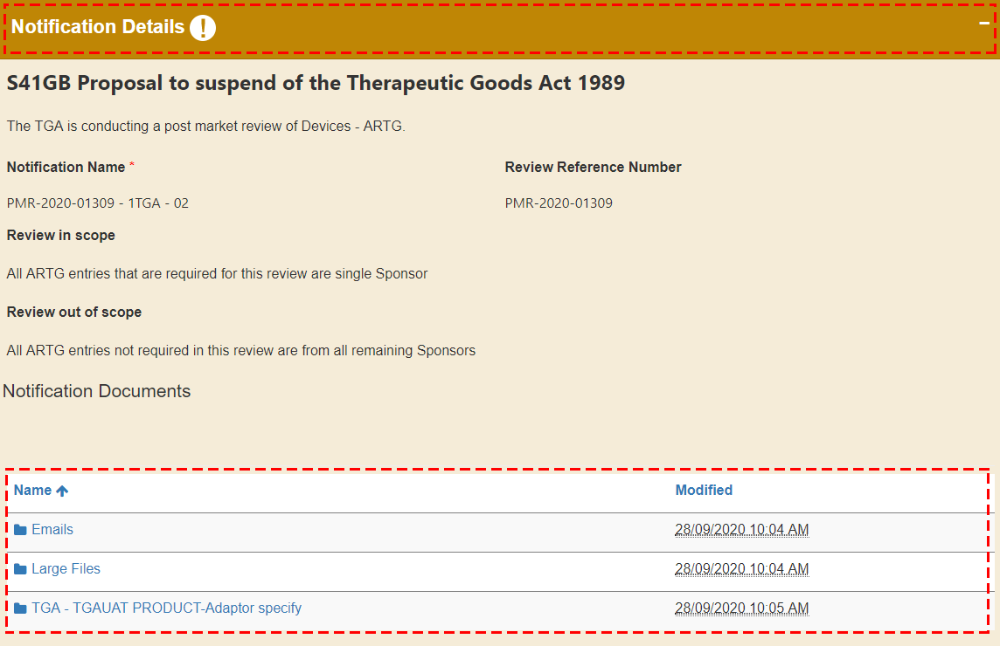 Notification Details !
S41GB Proposal to suspend of the Therapeutic Goods Act 1989
The TGA is conducting a post market review of Devices - ARTG.
Notification Name * Review Reference Number
PMR-2020-01309 - 1TGA - 02 PMR-2020-01309
Review in scope
All ARTG entries that are required for this review are single Sponsor
Review out of scope
All ARTG entries not required in this review are from all remaining Sponsors
Notification Documents
Name Modified
Emails 28/09/2020 10:04 AM
Large Files 28/09/2020 10:04 AM
TGA - TGAUAT PRODUCT-Adaptor specify 28/09/2020 10:05 AM